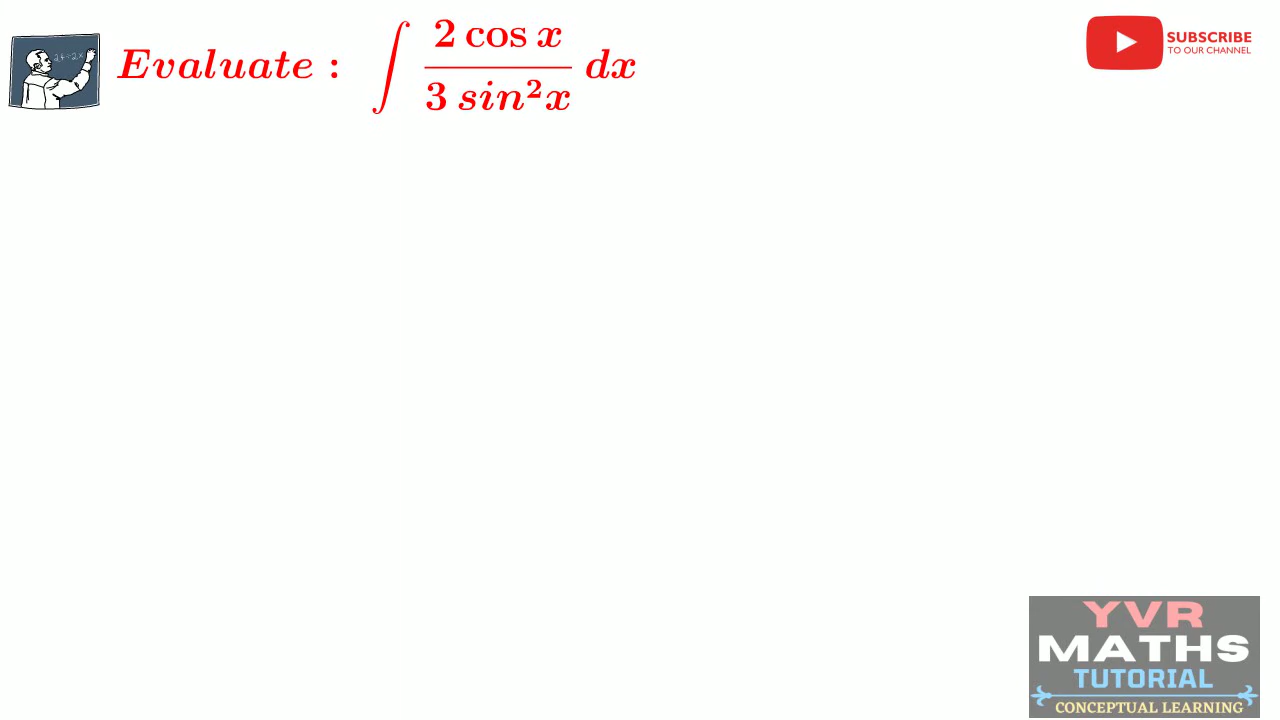 Evaluate : ∫ 2 cos x / 3 sin²x dx
SUBSCRIBE
TO OUR CHANNEL
YVR
MATHS
TUTORIAL
CONCEPTUAL LEARNING